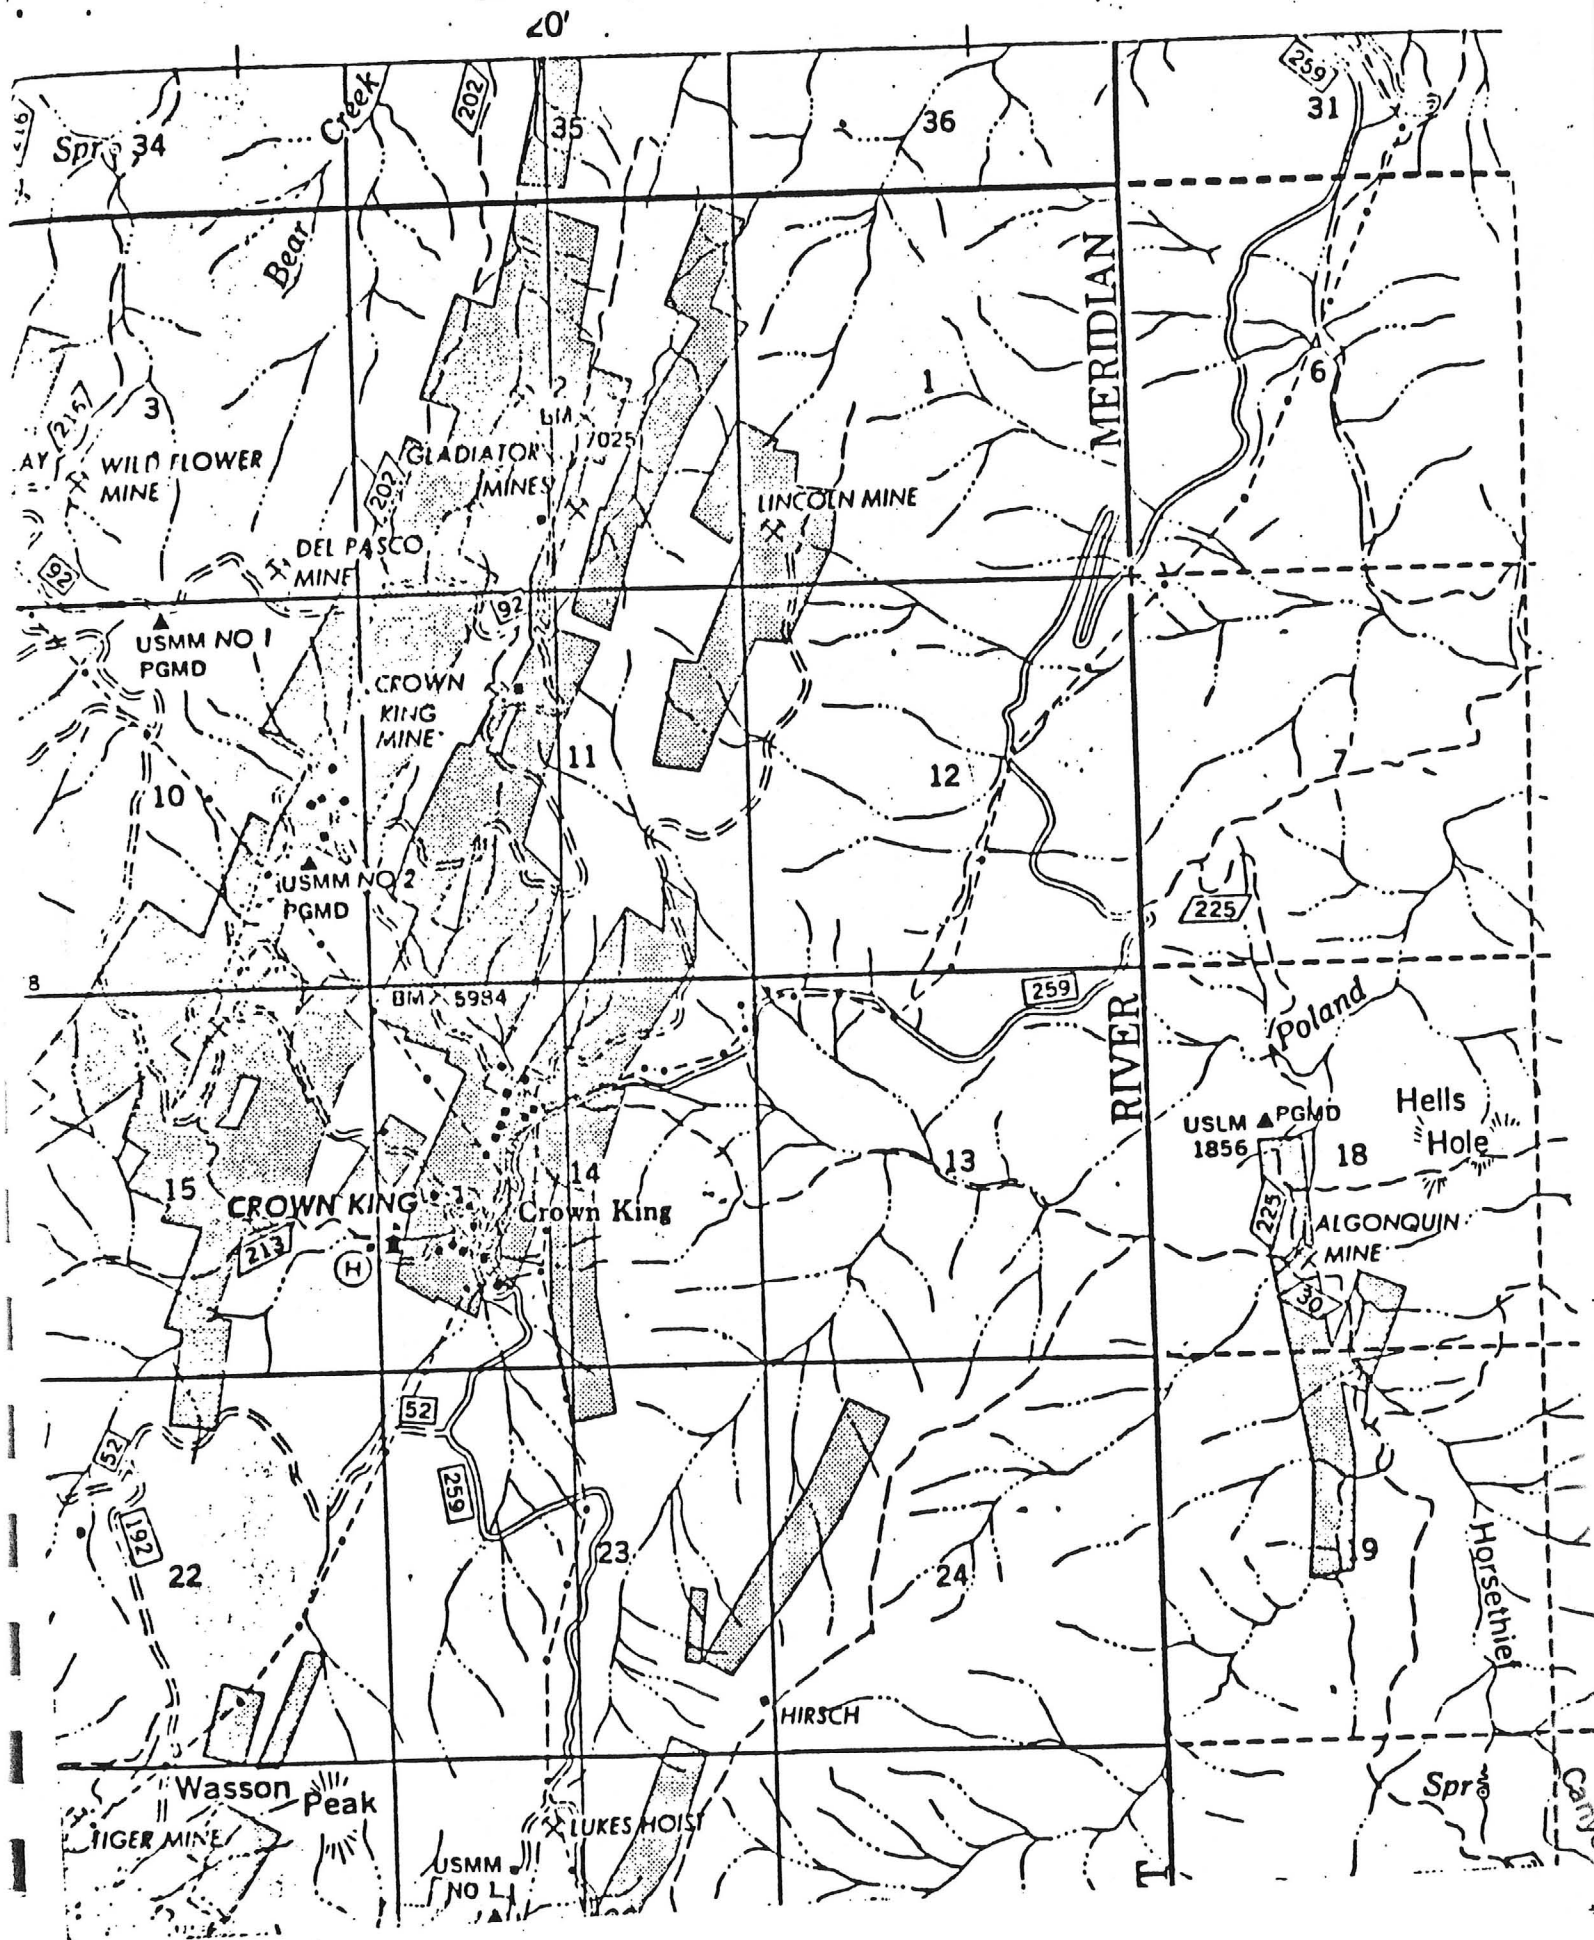 20'
259
202
31
Creek
35
36
Spr
34
MERIDIAN
Bear
6
1
3
216
BM
7025
AY
WILD FLOWER
MINE
GLADIATOR
MINES
202
LINCOLN MINE
DEL PASCO
MINE
92
92
USMM NO 1
PGMD
CROWN
KING
MINE
11
12
7
10
USMM NO 2
PGMD
225
8
BM X 5984
259
RIVER
Poland
USLM
1856
PGMD
Hells
Hole
18
13
14
15
CROWN KING
Crown King
225
ALGONQUIN
MINE
213
H
30
52
52
259
192
23
22
24
9
Horsethief
HIRSCH
Wasson
Peak
Spr
TIGER MINE
LUKES HOIST
USMM
NO 1
T